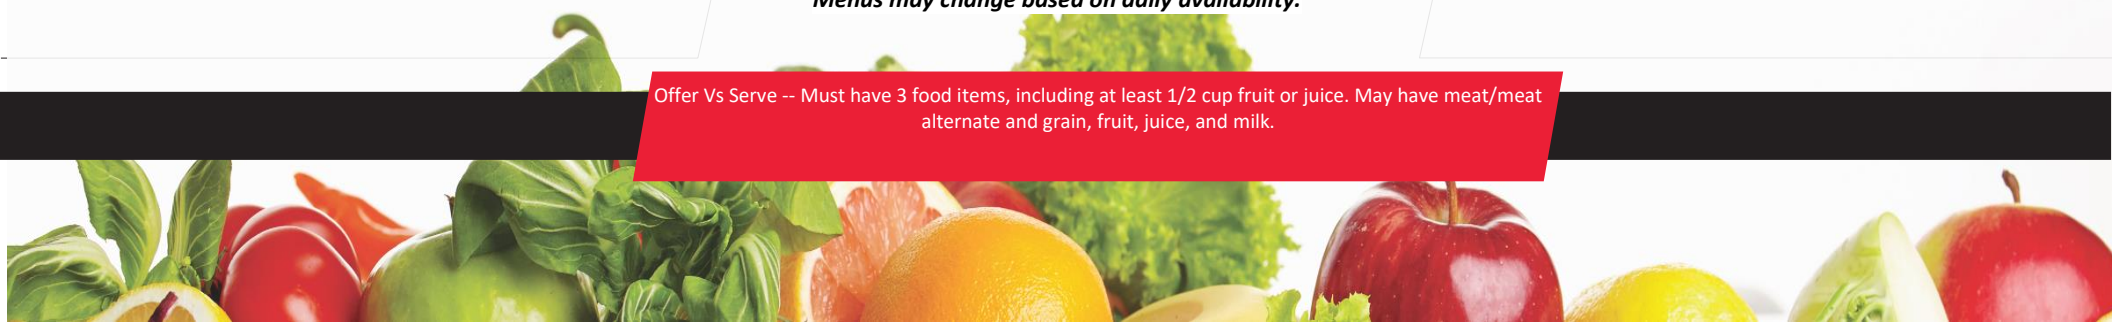 Menus may change based on daily availability.
Offer Vs Serve -- Must have 3 food items, including at least 1/2 cup fruit or juice. May have meat/meat
alternate and grain, fruit, juice, and milk.